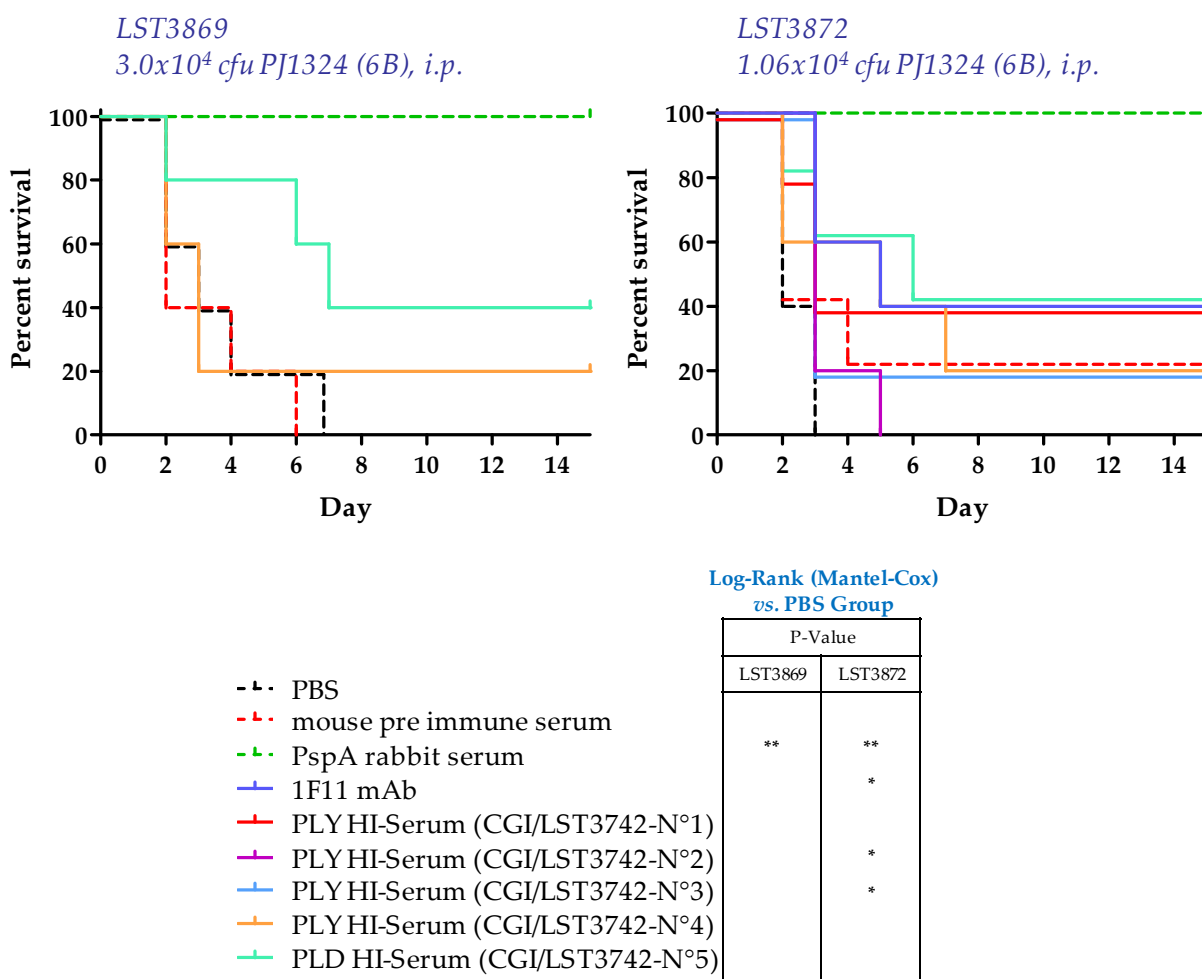 LST3869
3.0x10⁴ cfu PJ1324 (6B), i.p.
LST3872
1.06x10⁴ cfu PJ1324 (6B), i.p.
Percent survival
100
80
60
40
20
0
0 2 4 6 8 10 12 14
Day
Percent survival
100
80
60
40
20
0
0 2 4 6 8 10 12 14
Day
Log-Rank (Mantel-Cox)
vs. PBS Group
P-Value
LST3869 LST3872
PBS
mouse pre immune serum
PspA rabbit serum ** **
1F11 mAb *
PLY HI-Serum (CGI/LST3742-N°1)
PLY HI-Serum (CGI/LST3742-N°2) *
PLY HI-Serum (CGI/LST3742-N°3) *
PLY HI-Serum (CGI/LST3742-N°4)
PLD HI-Serum (CGI/LST3742-N°5)